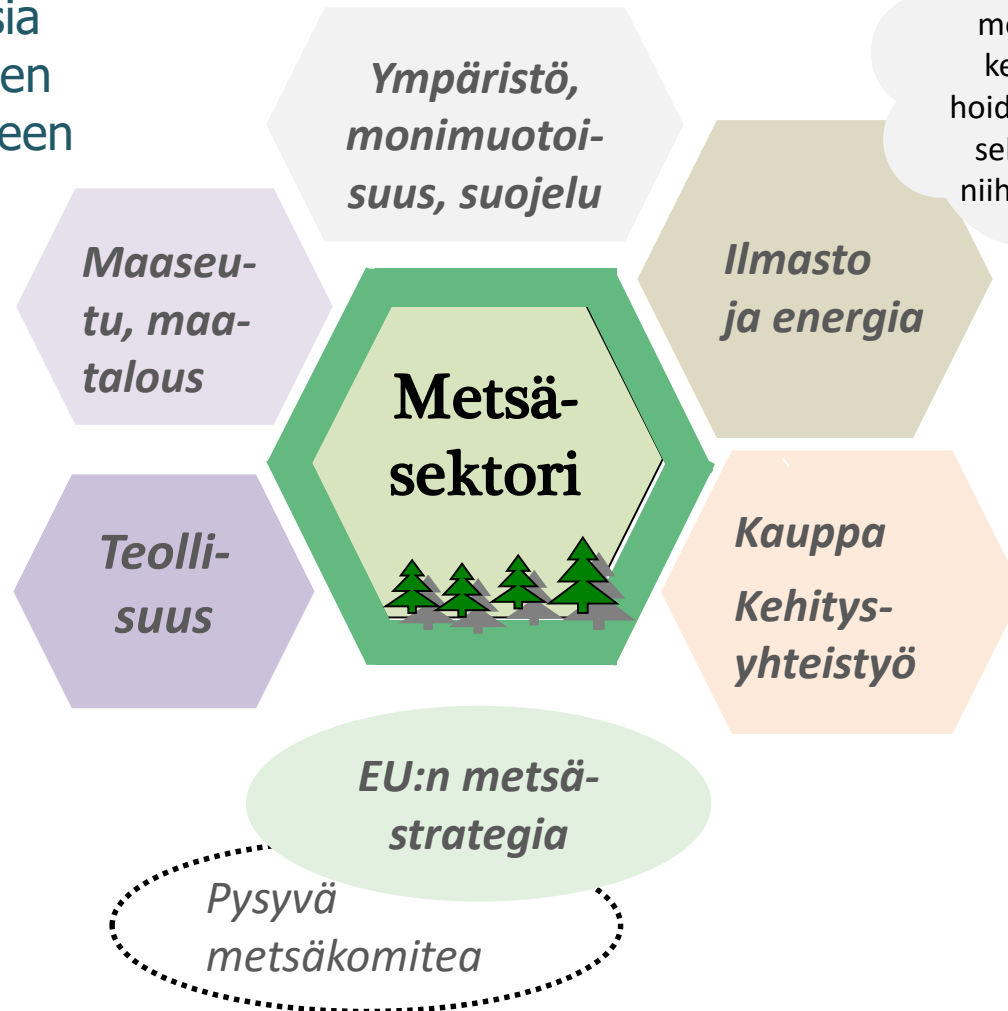 Ympäristö,
monimuotoi-
suus, suojelu
Maaseu-
tu, maa-
talous
Ilmasto
ja energia
Metsä-
sektori
Teolli-
suus
Kauppa
Kehitys-
yhteistyö
EU:n metsä-
strategia
Pysyvä
metsäkomitea